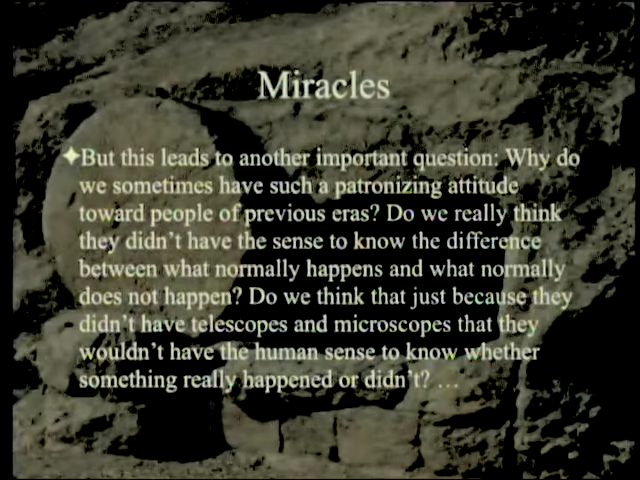 Miracles
✦But this leads to another important question: Why do
we sometimes have such a patronizing attitude
toward people of previous eras? Do we really think
they didn't have the sense to know the difference
between what normally happens and what normally
does not happen? Do we think that just because they
didn't have telescopes and microscopes that they
wouldn't have the human sense to know whether
something really happened or didn't? …